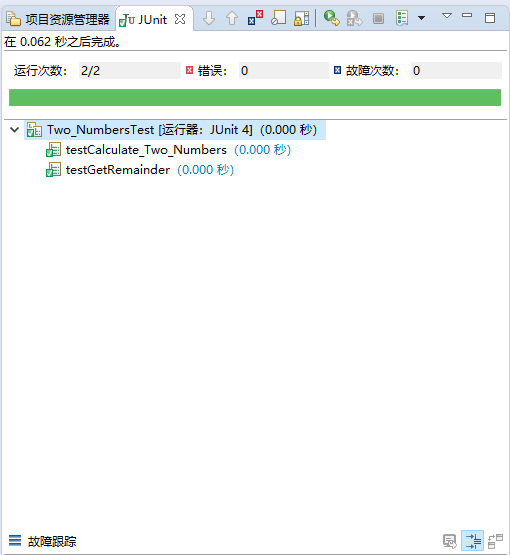 项目资源管理器 JUnit
在 0.062 秒之后完成。
运行次数： 2/2 错误： 0 故障次数： 0
Two_NumbersTest [运行器：JUnit 4]（0.000 秒）
testCalculate_Two_Numbers（0.000 秒）
testGetRemainder（0.000 秒）
故障跟踪